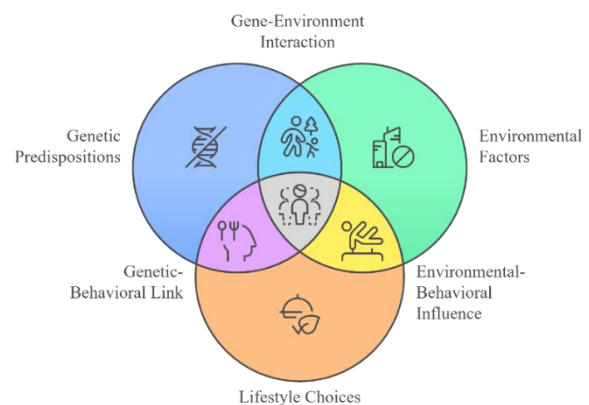 Gene-Environment
Interaction
Genetic
Predispositions
Environmental
Factors
Genetic-
Behavioral Link
Environmental-
Behavioral
Influence
Lifestyle Choices